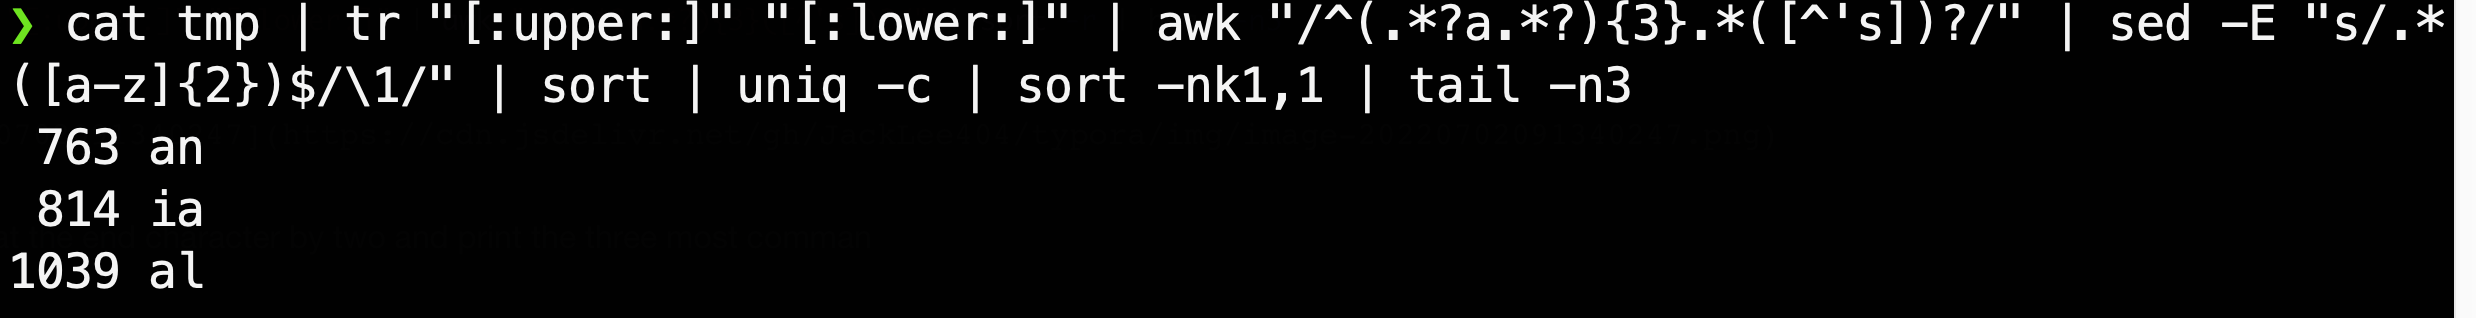 ❯ cat tmp | tr "[:upper:]" "[:lower:]" | awk "/^(.*?a.*?){3}.*([^'s])?/" | sed -E "s/.*
([a-z]{2})$/\1/" | sort | uniq -c | sort -nk1,1 | tail -n3
763 an
814 ia
1039 al